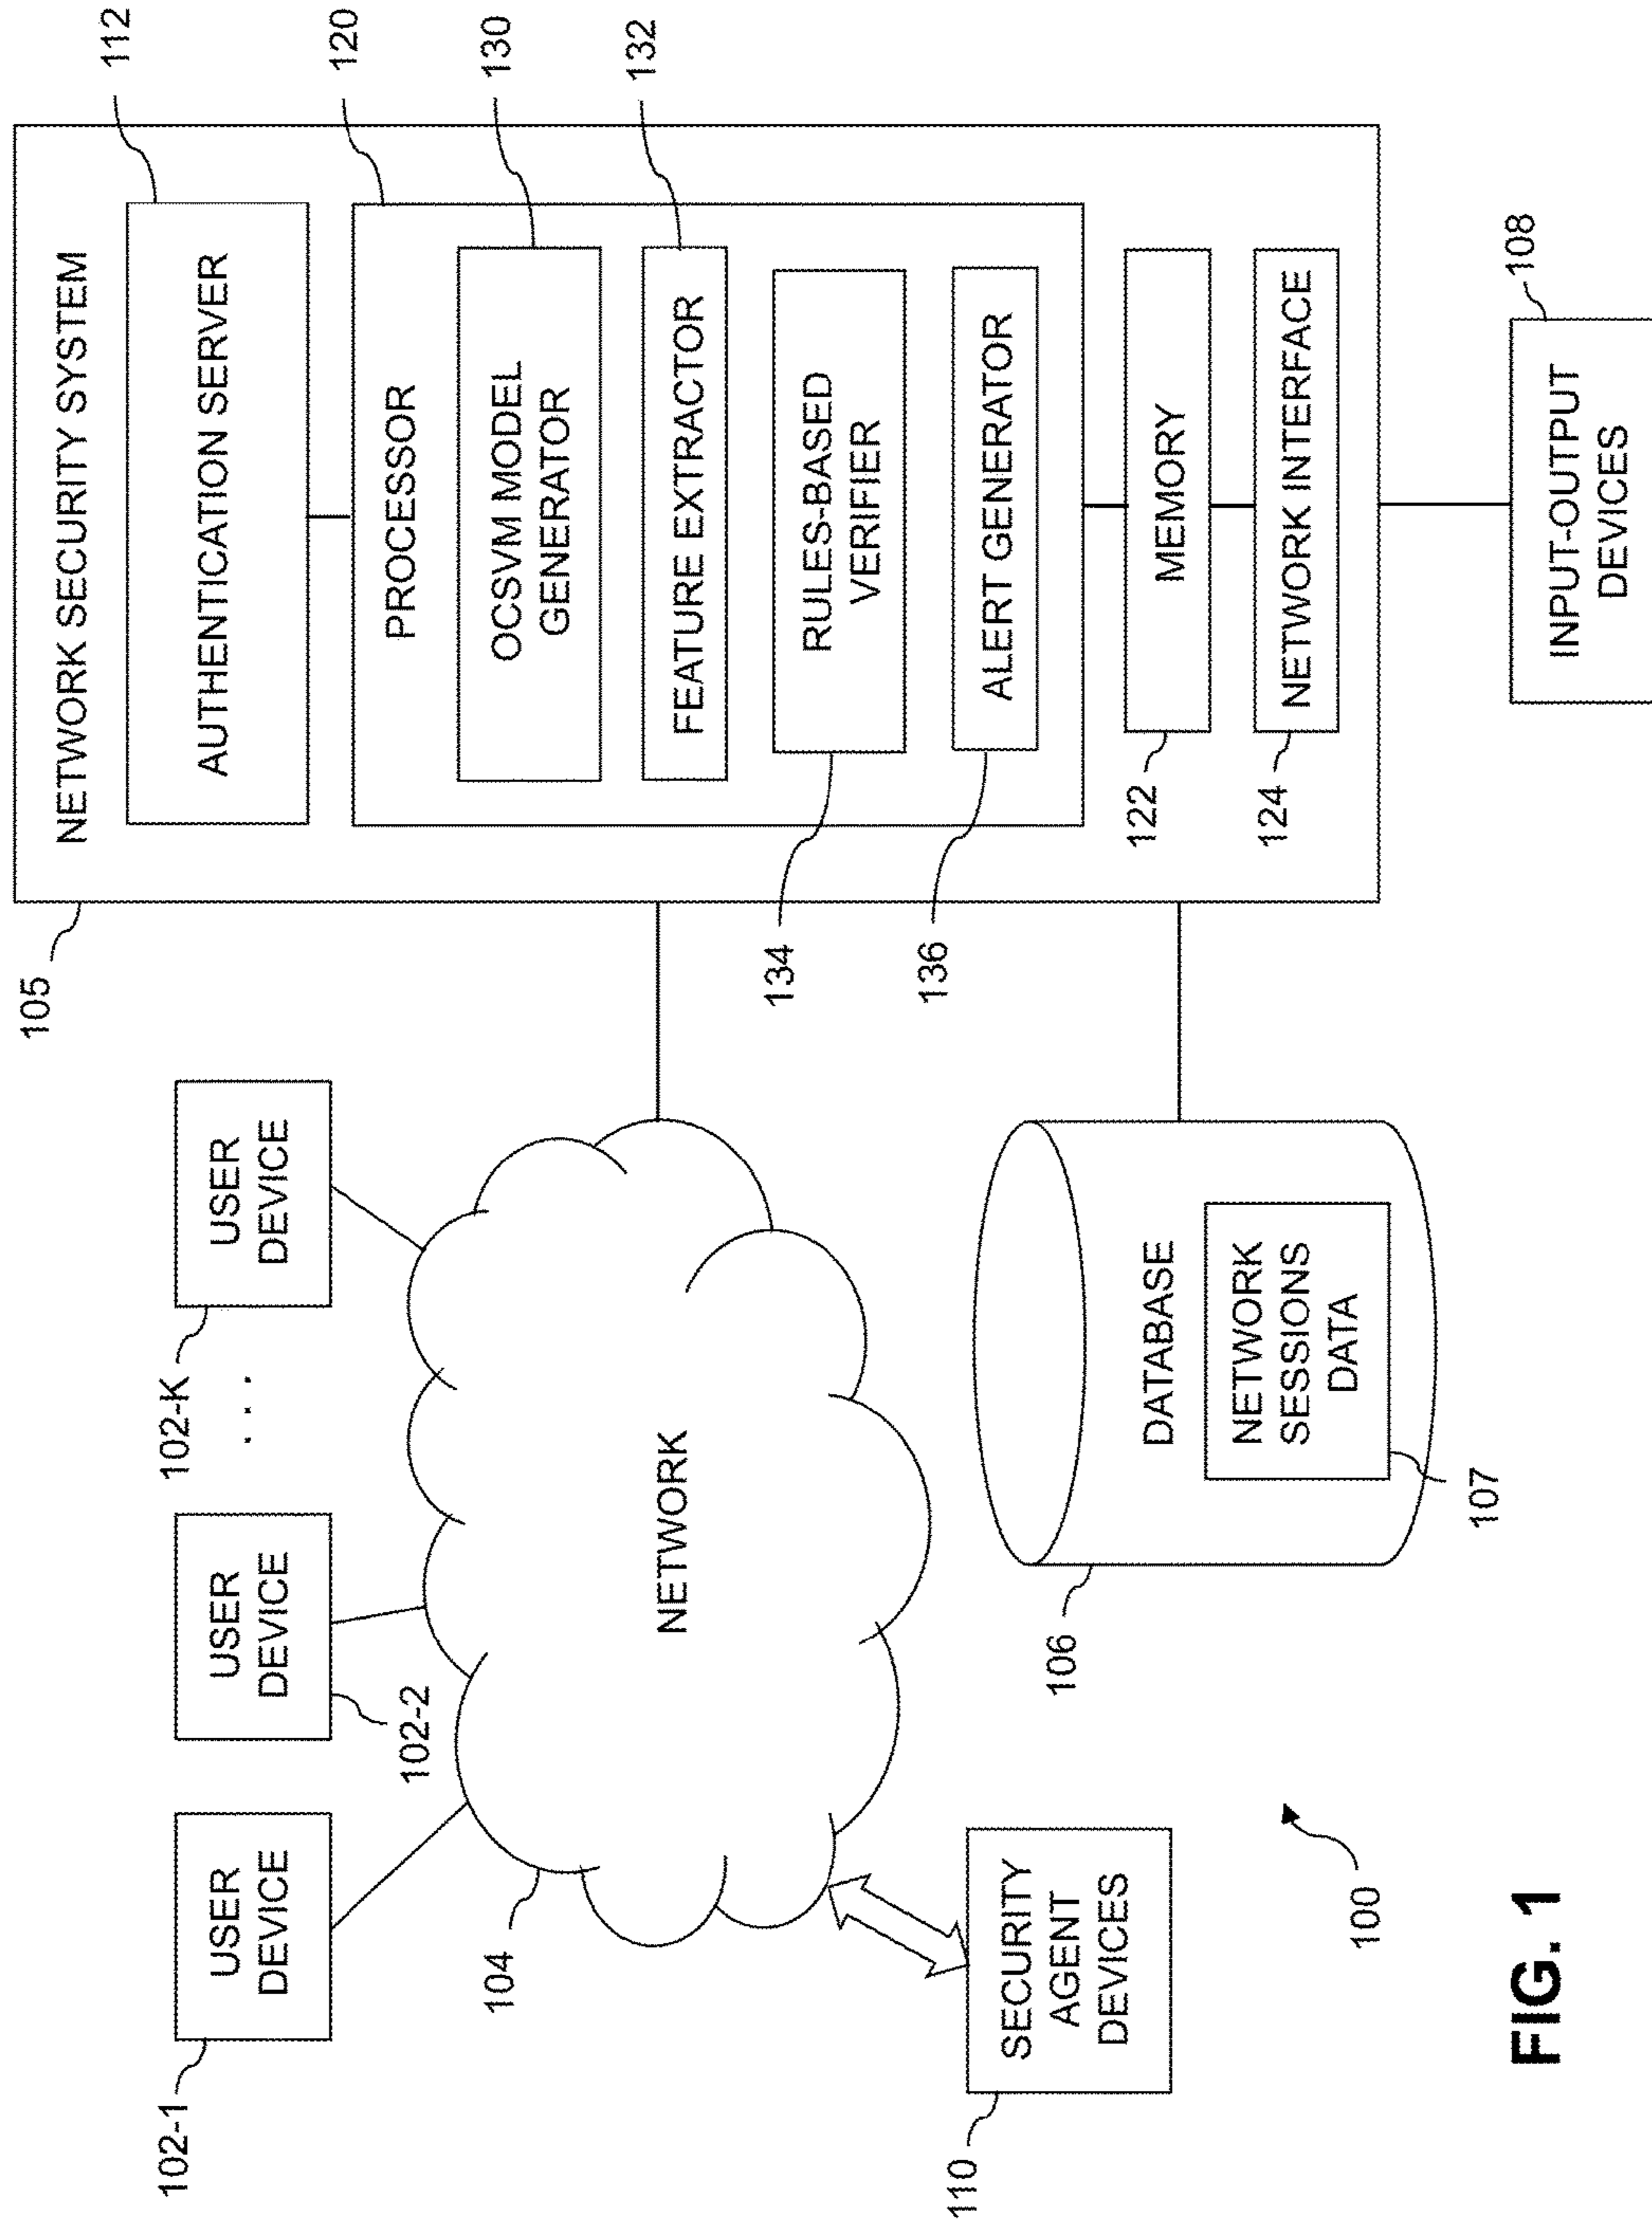 102-1
USER
DEVICE
USER
DEVICE
102-2
102-K
. . .
USER
DEVICE
104
NETWORK
110
SECURITY
AGENT
DEVICES
100
106
DATABASE
NETWORK
SESSIONS
DATA
107
105
NETWORK SECURITY SYSTEM
AUTHENTICATION SERVER
112
PROCESSOR
120
OCSVM MODEL
GENERATOR
130
FEATURE EXTRACTOR
132
RULES-BASED
VERIFIER
134
ALERT GENERATOR
136
MEMORY
122
NETWORK INTERFACE
124
INPUT-OUTPUT
DEVICES
108
FIG. 1